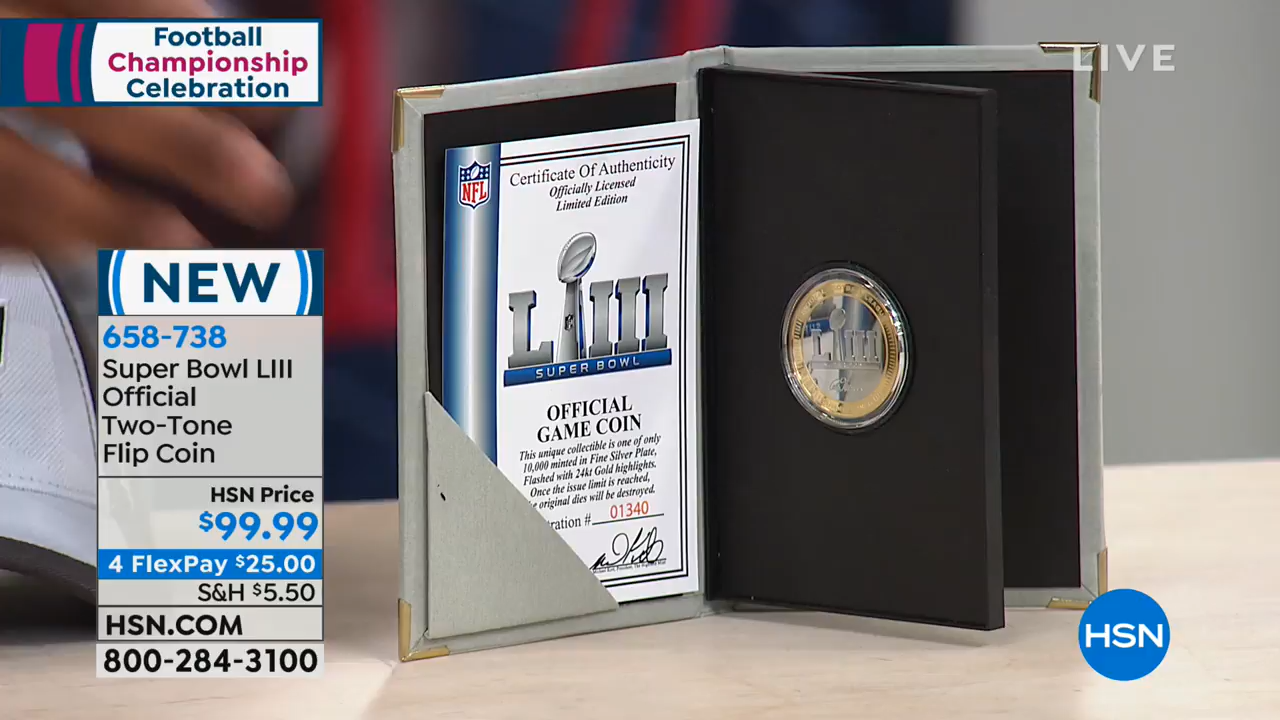 Football
Championship
Celebration
LIVE
NEW
658-738
Super Bowl LIII
Official
Two-Tone
Flip Coin
HSN Price
$99.99
4 FlexPay $25.00
S&H $5.50
HSN.COM
800-284-3100
NFL
Certificate Of Authenticity
Officially Licensed
Limited Edition
LIII
SUPER BOWL
OFFICIAL
GAME COIN
This unique collectible is one of only
10,000 minted in Fine Silver Plate,
Flashed with 24kt Gold highlights.
Once the issue limit is reached,
original dies will be destroyed.
01340
LIII
HSN